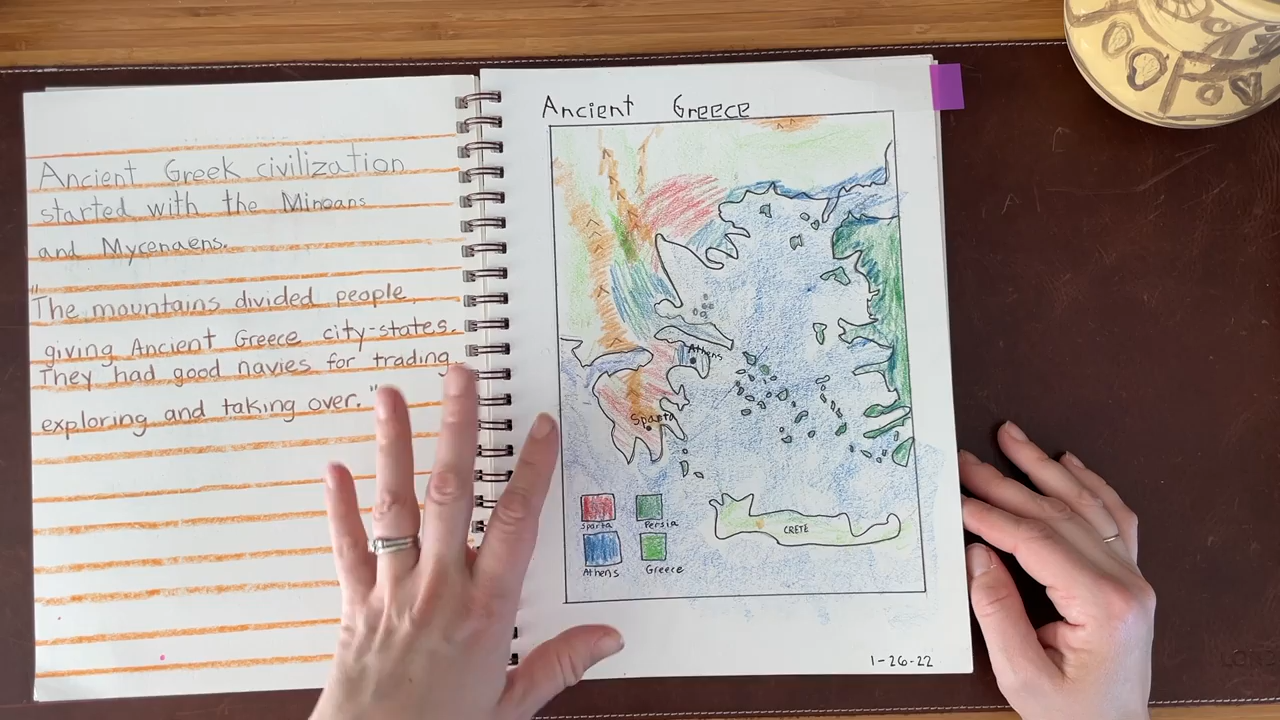 Ancient Greek civilization
started with the Minoans
and Mycenaens.
"The mountains divided people,
giving Ancient Greece city-states.
They had good navies for trading,
exploring and taking over."
Ancient Greece
Athens
Sparta
CRETE
Sparta Persia
Athens Greece
1-26-22